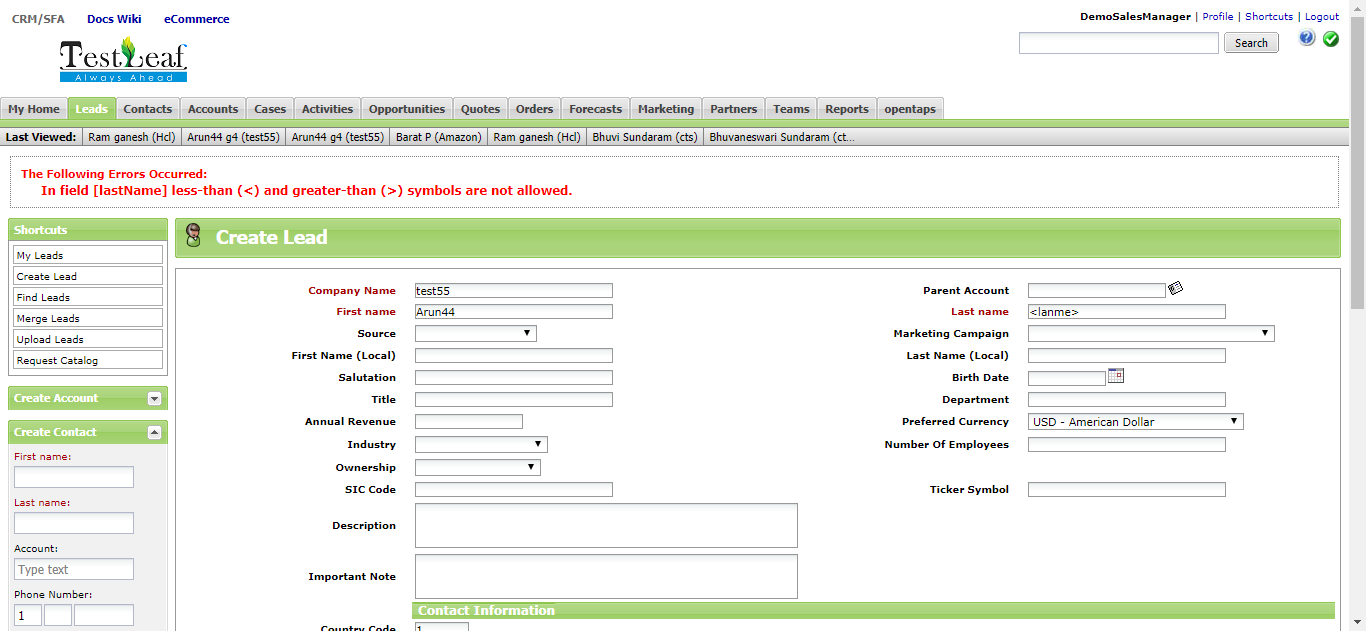 CRM/SFA Docs Wiki eCommerce
DemoSalesManager | Profile | Shortcuts | Logout
TestLeaf
Always Ahead
Search
My Home Leads Contacts Accounts Cases Activities Opportunities Quotes Orders Forecasts Marketing Partners Teams Reports opentaps
Last Viewed: Ram ganesh (Hcl) Arun44 g4 (test55) Arun44 g4 (test55) Barat P (Amazon) Ram ganesh (Hcl) Bhuvi Sundaram (cts) Bhuvaneswari Sundaram (ct...
The Following Errors Occurred:
In field [lastName] less-than (<) and greater-than (>) symbols are not allowed.
Shortcuts
My Leads
Create Lead
Find Leads
Merge Leads
Upload Leads
Request Catalog
Create Account
Create Contact
First name:
Last name:
Account:
Type text
Phone Number:
1
Create Lead
Company Name test55 Parent Account
First name Arun44 Last name <lanme>
Source Marketing Campaign
First Name (Local) Last Name (Local)
Salutation Birth Date
Title Department
Annual Revenue Preferred Currency USD - American Dollar
Industry Number Of Employees
Ownership
SIC Code Ticker Symbol
Description
Important Note
Contact Information
Country Code 1